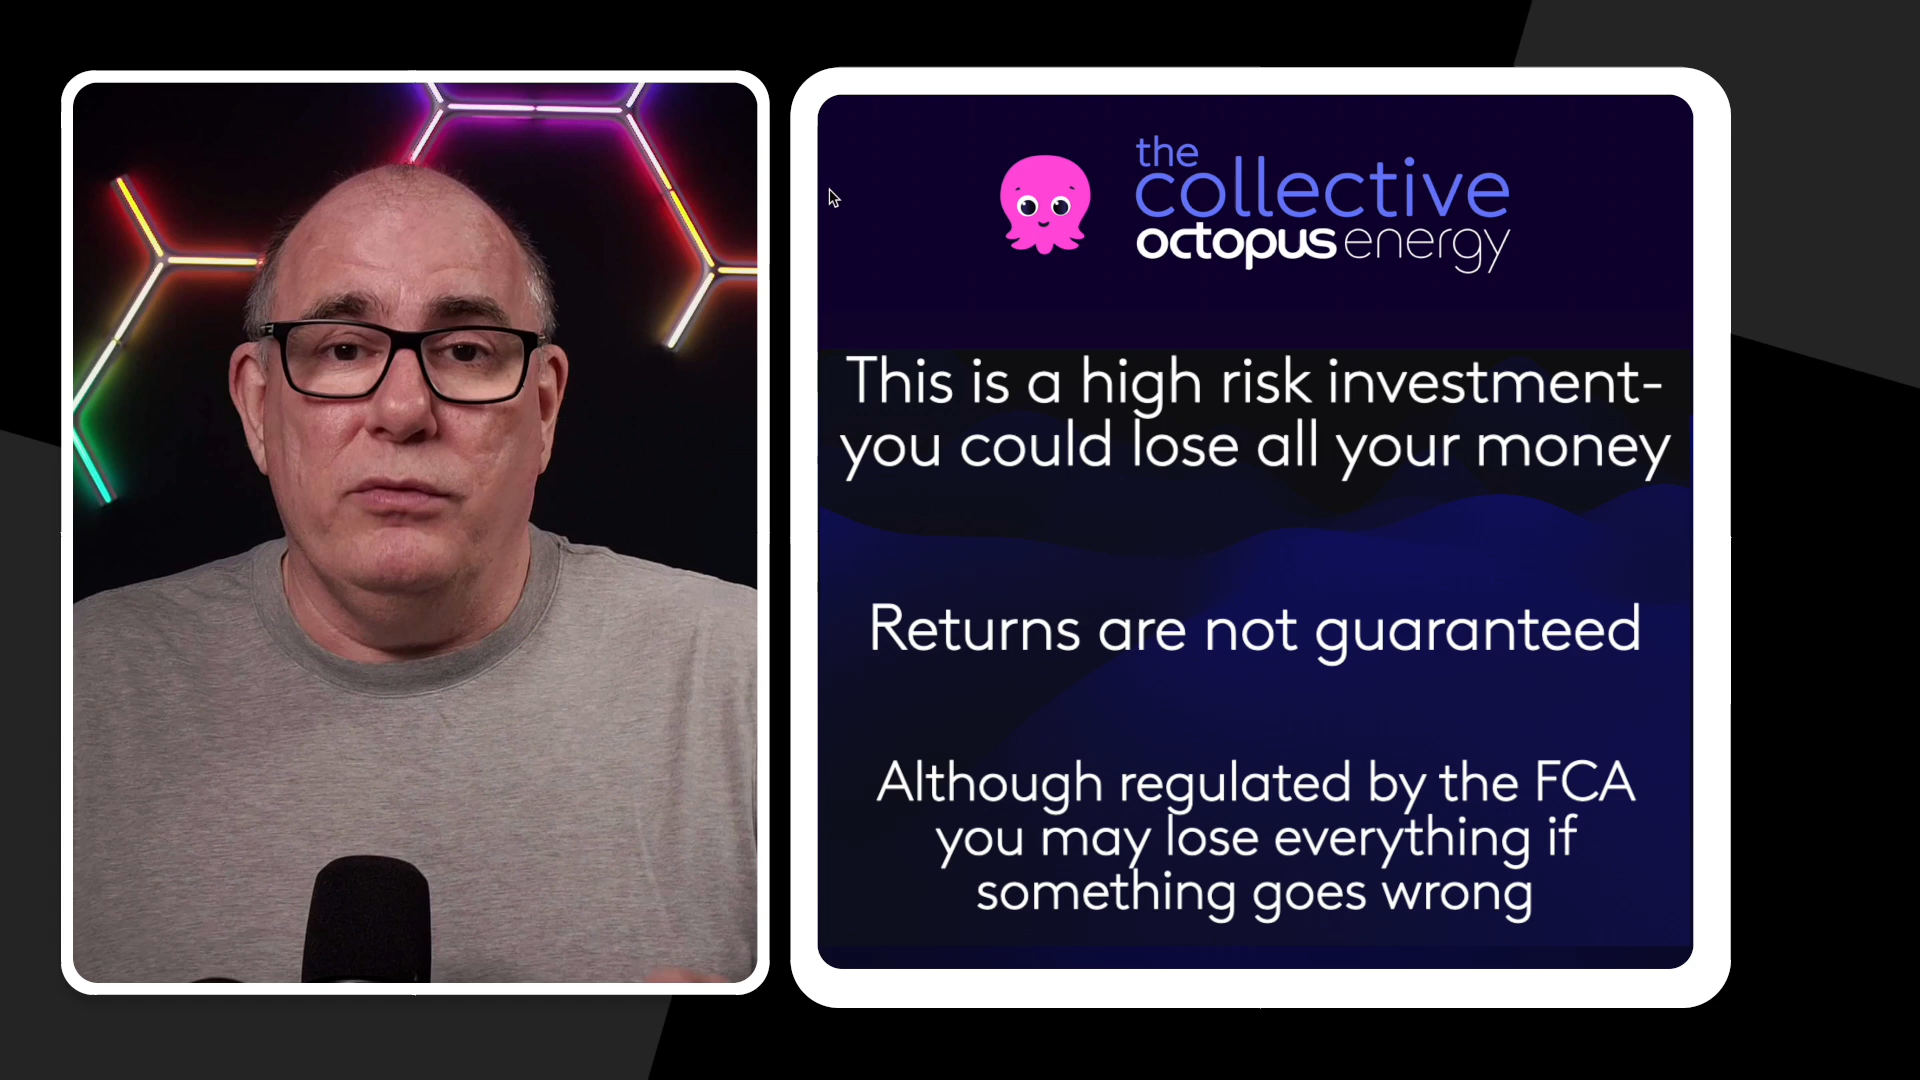 the
collective
octopus energy
This is a high risk investment-
you could lose all your money
Returns are not guaranteed
Although regulated by the FCA
you may lose everything if
something goes wrong